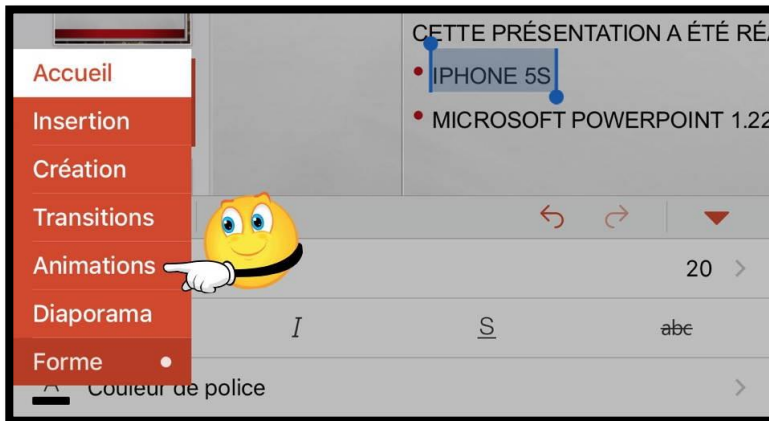 CETTE PRÉSENTATION A ÉTÉ RÉ
Accueil
• IPHONE 5S
Insertion
• MICROSOFT POWERPOINT 1.22
Création
Transitions
Animations
20 >
Diaporama
I S abc
Forme
A Couleur de police >